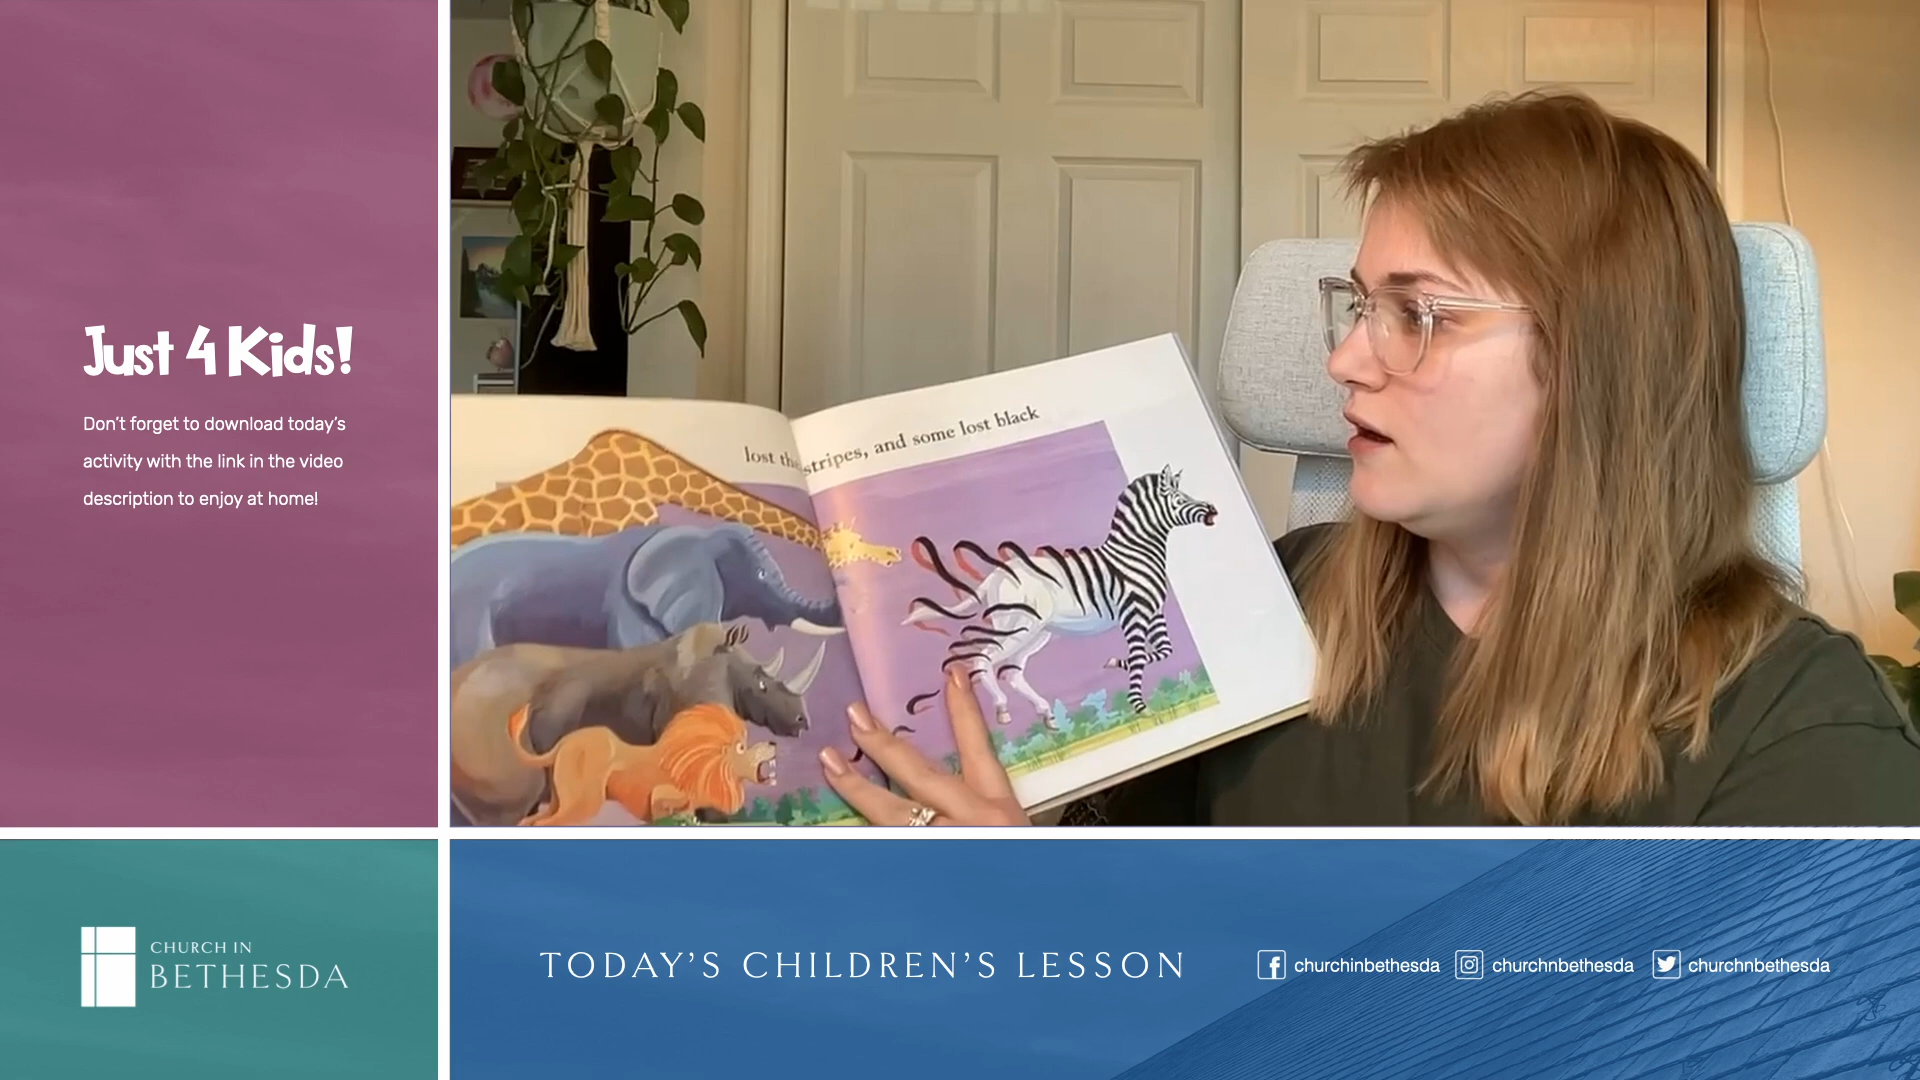 Just 4 Kids!
Don't forget to download today's
activity with the link in the video
description to enjoy at home!
lost the stripes, and some lost black
CHURCH IN
BETHESDA
TODAY'S CHILDREN'S LESSON
churchinbethesda
churchnbethesda
churchnbethesda